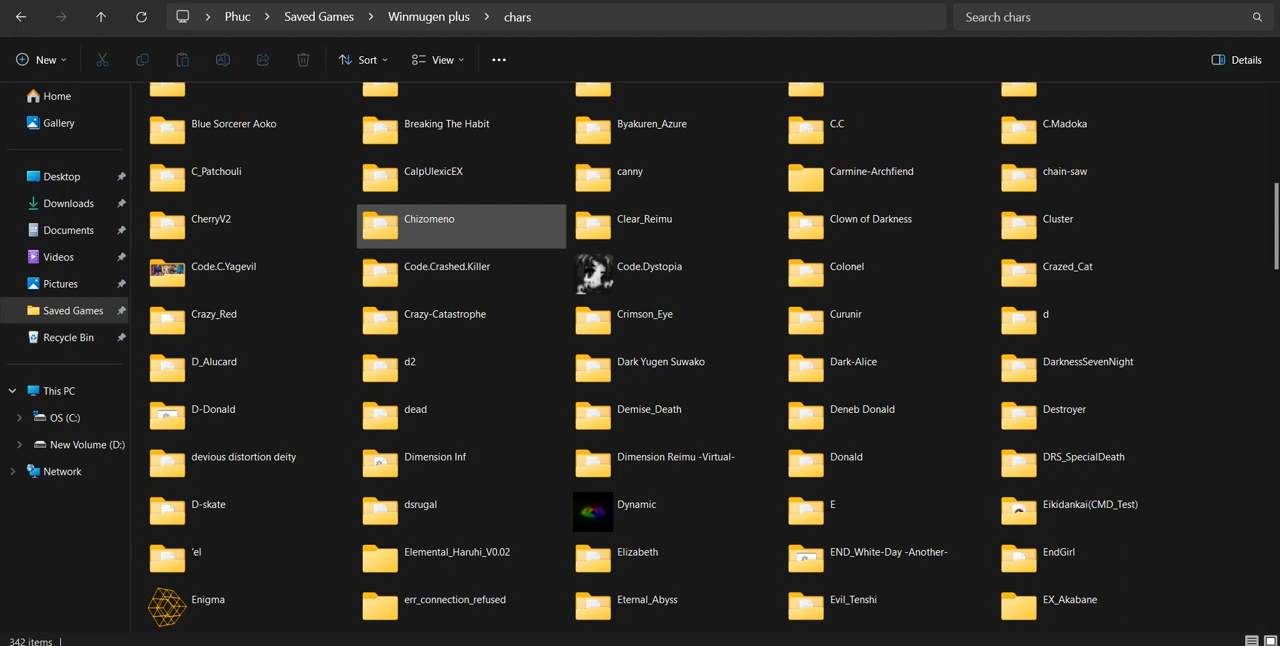 Phuc > Saved Games > Winmugen plus > chars
Search chars
New
Sort
View
Details
Home
Gallery
Desktop
Downloads
Documents
Videos
Pictures
Saved Games
Recycle Bin
This PC
OS (C:)
New Volume (D:)
Network
Blue Sorcerer Aoko Breaking The Habit Byakuren_Azure C.C C.Madoka
C_Patchouli CalpUlexicEX canny Carmine-Archfiend chain-saw
CherryV2 Chizomeno Clear_Reimu Clown of Darkness Cluster
Code.C.Yagevil Code.Crashed.Killer Code.Dystopia Colonel Crazed_Cat
Crazy_Red Crazy-Catastrophe Crimson_Eye Curunir d
D_Alucard d2 Dark Yugen Suwako Dark-Alice DarknessSevenNight
D-Donald dead Demise_Death Deneb Donald Destroyer
devious distortion deity Dimension Inf Dimension Reimu -Virtual- Donald DRS_SpecialDeath
D-skate dsrugal Dynamic E Eikidankai(CMD_Test)
'el Elemental_Haruhi_V0.02 Elizabeth END_White-Day -Another- EndGirl
Enigma err_connection_refused Eternal_Abyss Evil_Tenshi EX_Akabane
342 items